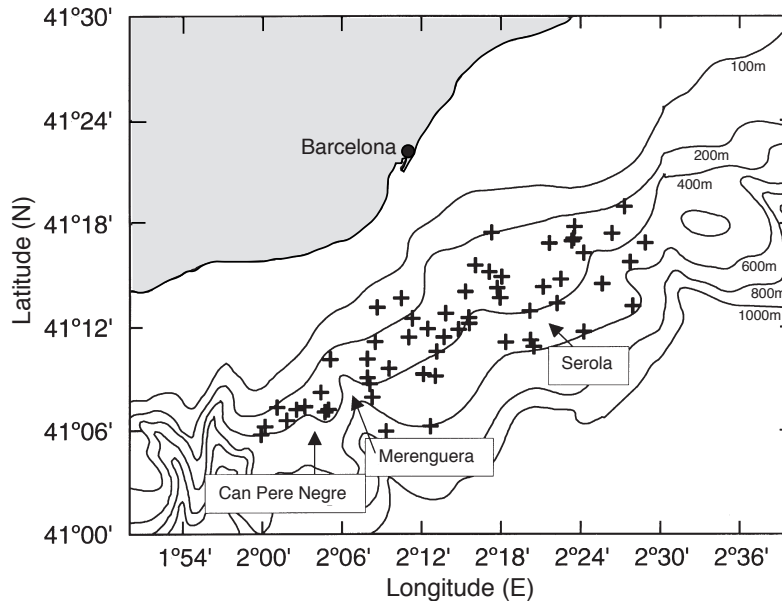 41°30'
41°24'
41°18'
41°12'
41°06'
41°00'
Latitude (N)
Barcelona
100m
200m
400m
600m
800m
1000m
Serola
Merenguera
Can Pere Negre
1°54' 2°00' 2°06' 2°12' 2°18' 2°24' 2°30' 2°36'
Longitude (E)